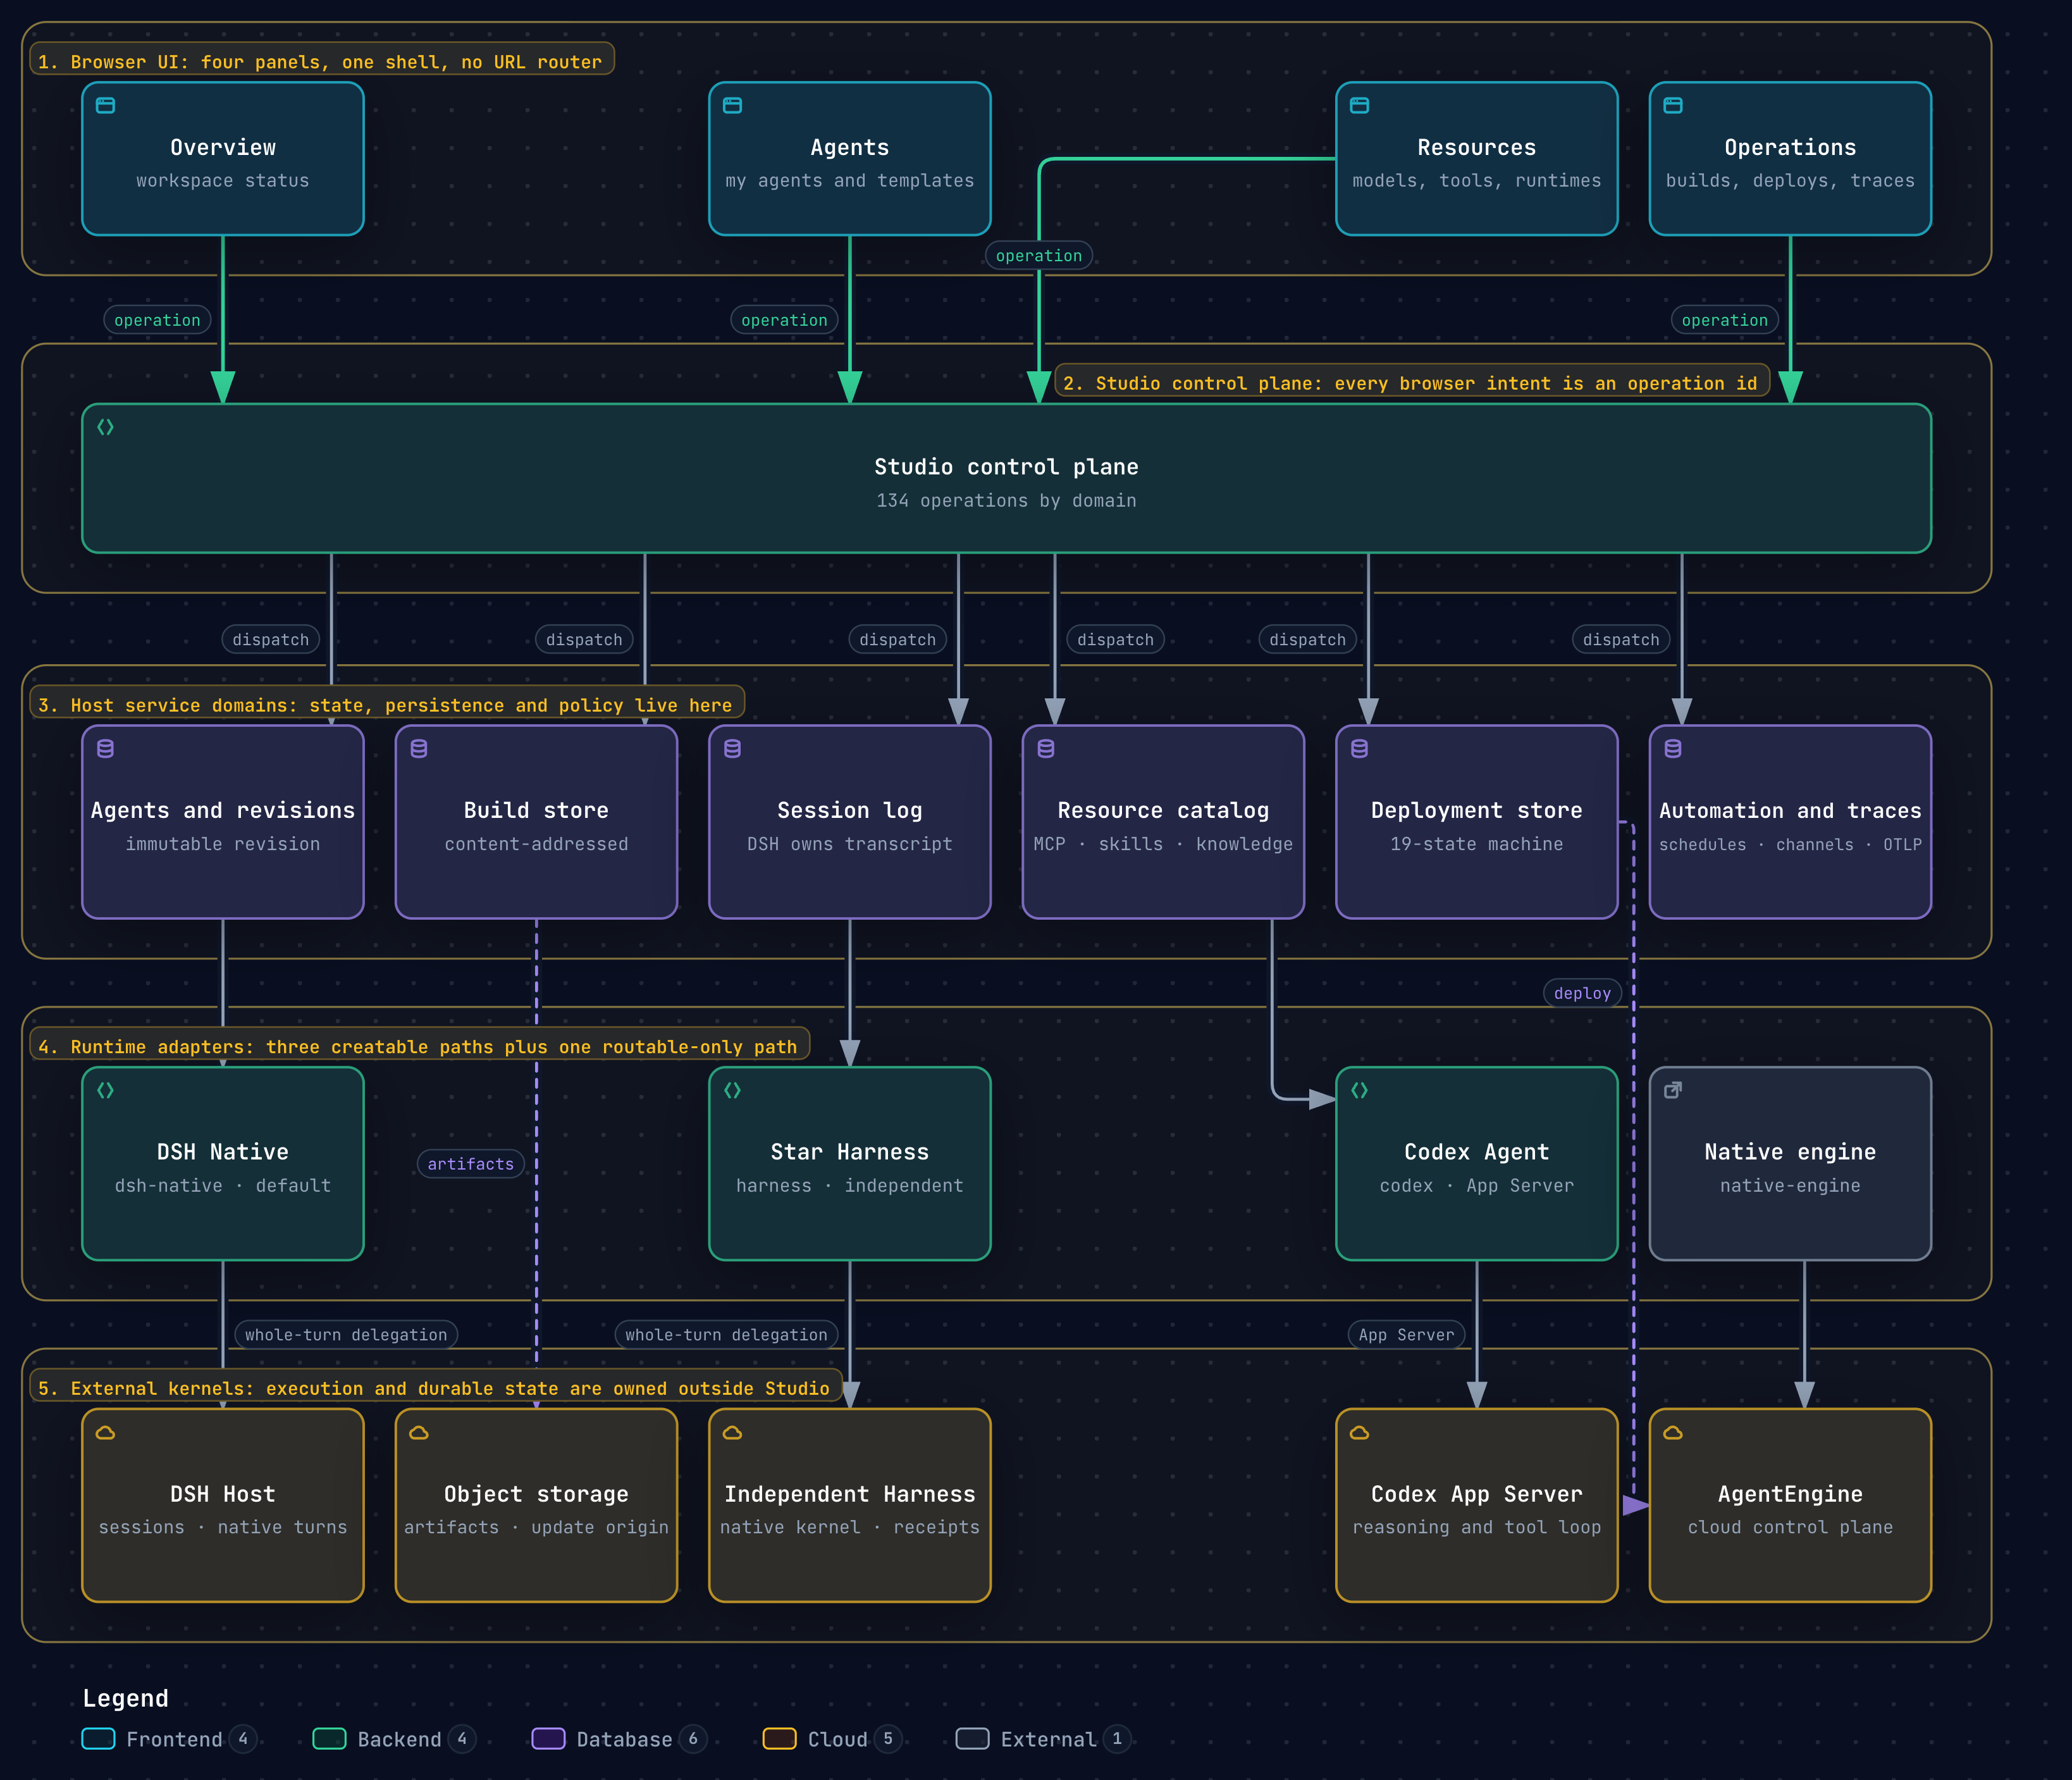 1. Browser UI: four panels, one shell, no URL router
Overview
workspace status
Agents
my agents and templates
Resources
models, tools, runtimes
Operations
builds, deploys, traces
operation
operation
operation
operation
2. Studio control plane: every browser intent is an operation id
Studio control plane
134 operations by domain
dispatch
dispatch
dispatch
dispatch
dispatch
dispatch
3. Host service domains: state, persistence and policy live here
Agents and revisions
immutable revision
Build store
content-addressed
Session log
DSH owns transcript
Resource catalog
MCP · skills · knowledge
Deployment store
19-state machine
Automation and traces
schedules · channels · OTLP
deploy
4. Runtime adapters: three creatable paths plus one routable-only path
DSH Native
dsh-native · default
artifacts
Star Harness
harness · independent
Codex Agent
codex · App Server
Native engine
native-engine
whole-turn delegation
whole-turn delegation
App Server
5. External kernels: execution and durable state are owned outside Studio
DSH Host
sessions · native turns
Object storage
artifacts · update origin
Independent Harness
native kernel · receipts
Codex App Server
reasoning and tool loop
AgentEngine
cloud control plane
Legend
Frontend 4
Backend 4
Database 6
Cloud 5
External 1